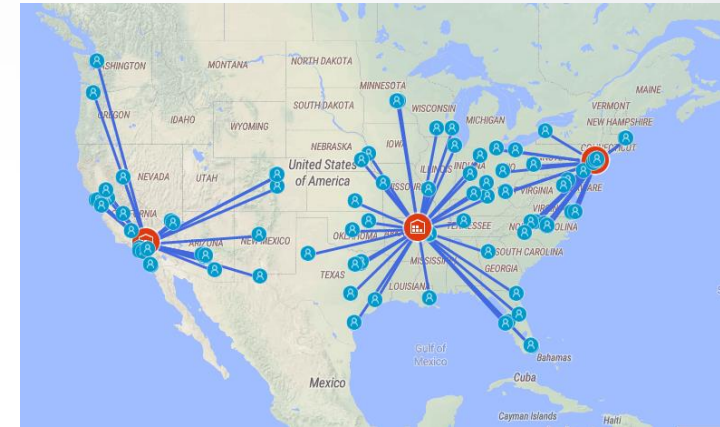 WASHINGTON
MONTANA
NORTH DAKOTA
MINNESOTA
MAINE
OREGON
IDAHO
SOUTH DAKOTA
WISCONSIN
MICHIGAN
VERMONT
NEW HAMPSHIRE
WYOMING
NEBRASKA
IOWA
CONNECTICUT
United States
of America
NEVADA
UTAH
ILLINOIS
INDIANA
MISSOURI
VIRGINIA
OKLAHOMA
TENNESSEE
ARIZONA
NEW MEXICO
SOUTH CAROLINA
MISSISSIPPI
GEORGIA
TEXAS
LOUISIANA
Gulf of
Mexico
Bahamas
Mexico
Cuba
Cayman Islands
Haiti